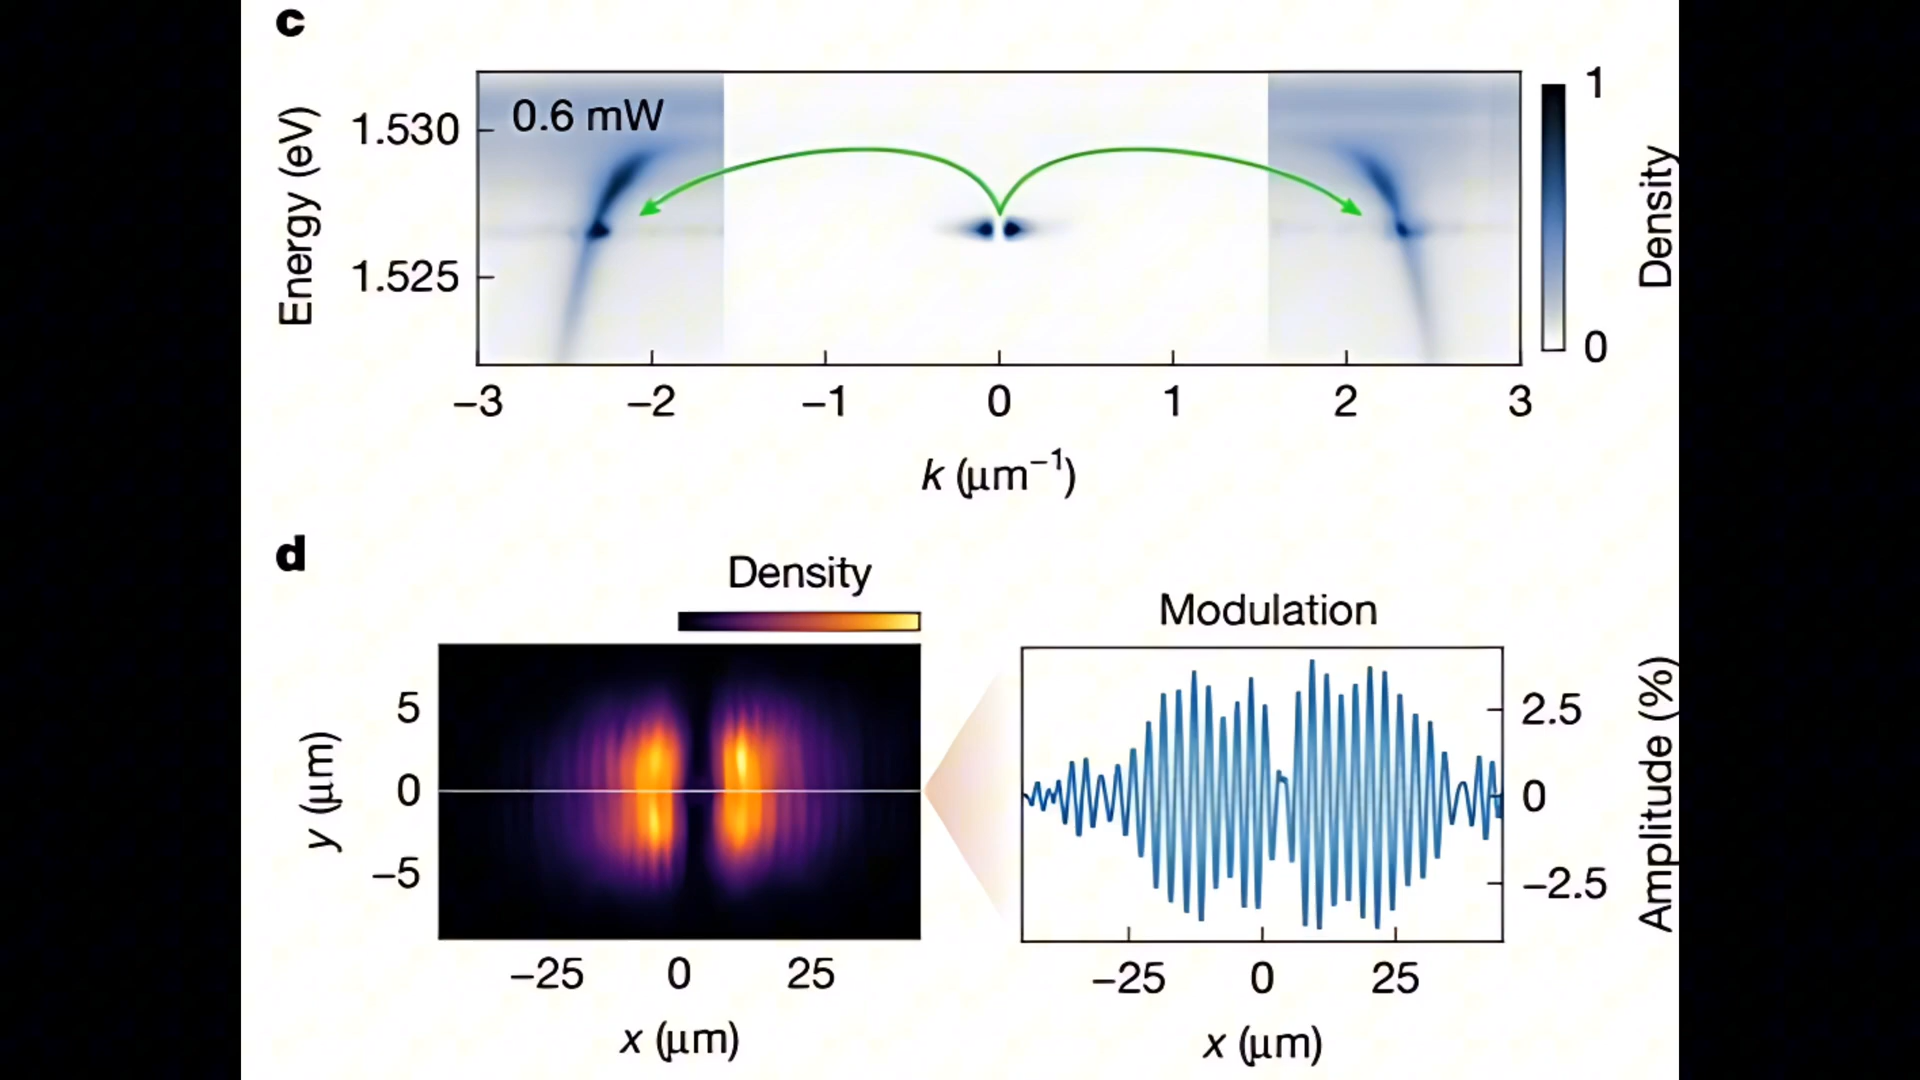 c
Energy (eV)
1.530
1.525
0.6 mW
1
0
Density
−3 −2 −1 0 1 2 3
k (μm⁻¹)
d
Density
y (μm)
5
0
−5
−25 0 25
x (μm)
Modulation
2.5
0
−2.5
Amplitude (%)
−25 0 25
x (μm)